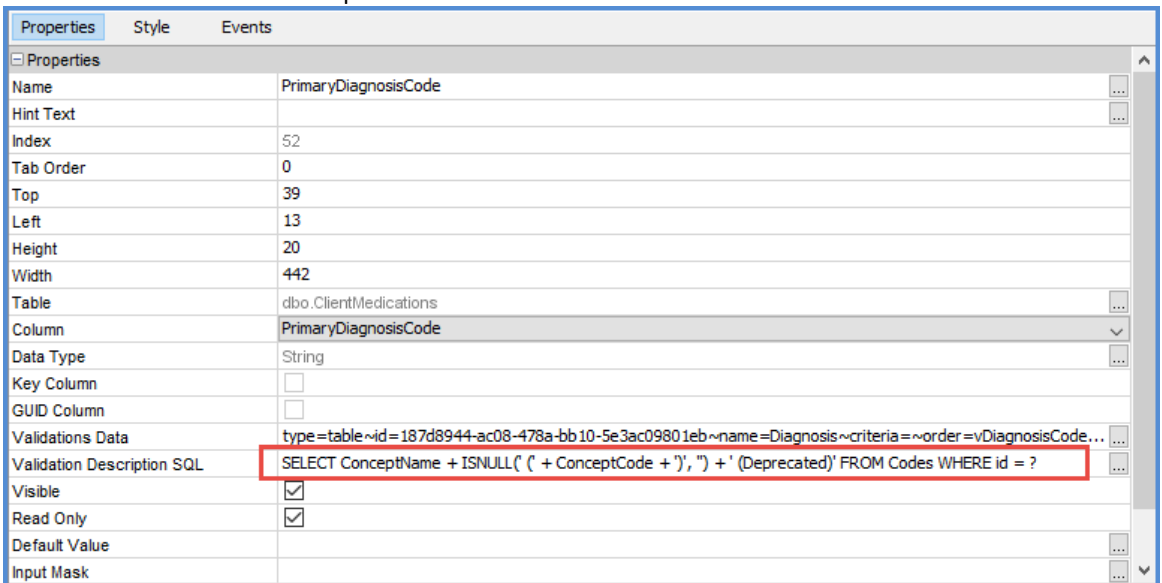 Properties Style Events
Properties
Name PrimaryDiagnosisCode ...
Hint Text ...
Index 52
Tab Order 0
Top 39
Left 13
Height 20
Width 442
Table dbo.ClientMedications ...
Column PrimaryDiagnosisCode
Data Type String ...
Key Column
GUID Column
Validations Data type=table~id=187d8944-ac08-478a-bb10-5e3ac09801eb~name=Diagnosis~criteria=~order=vDiagnosisCode... ...
Validation Description SQL SELECT ConceptName + ISNULL(' (' + ConceptCode + ')', '') + ' (Deprecated)' FROM Codes WHERE id = ? ...
Visible
Read Only
Default Value ...
Input Mask ...